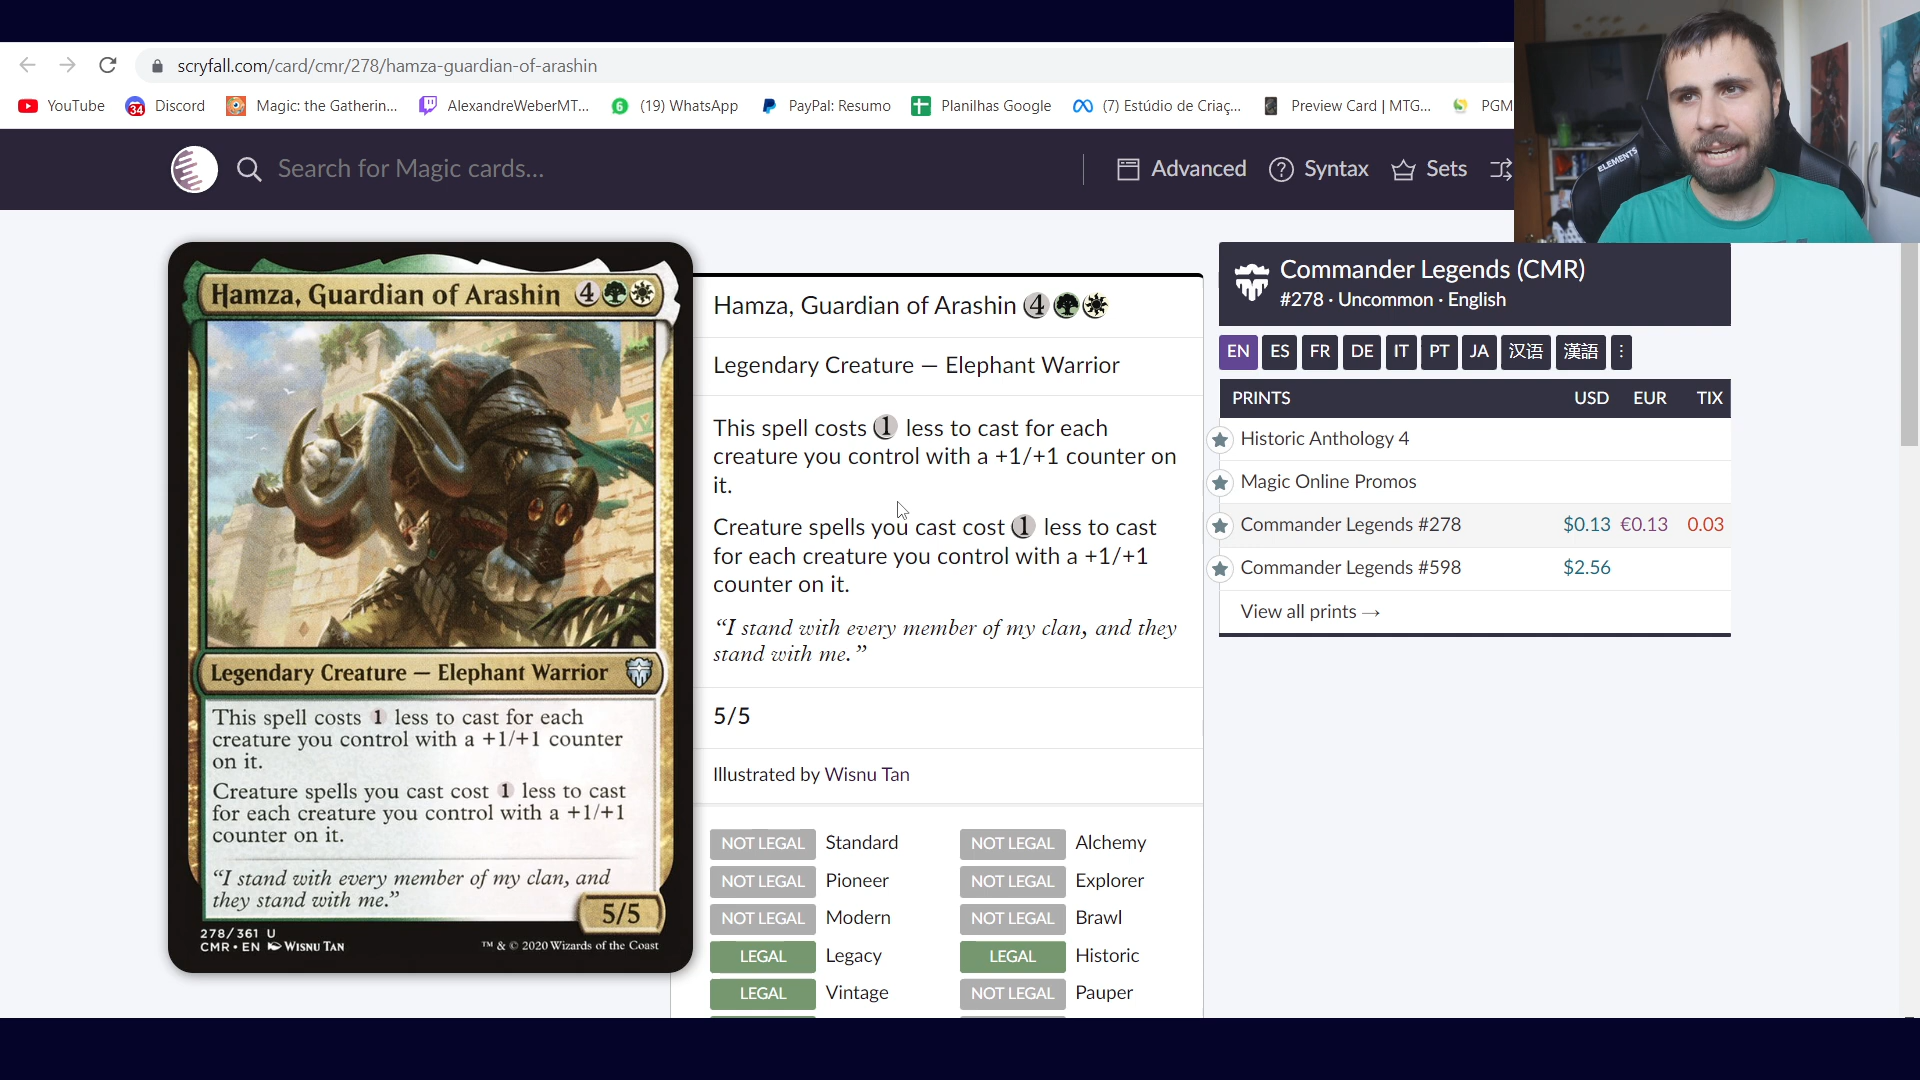 scryfall.com/card/cmr/278/hamza-guardian-of-arashin
YouTube
34
Discord
Magic: the Gatherin...
AlexandreWeberMT...
6
(19) WhatsApp
PayPal: Resumo
Planilhas Google
(7) Estúdio de Criaç...
Preview Card | MTG...
PGM
ELEMENTS
Search for Magic cards...
Advanced
Syntax
Sets
Hamza, Guardian of Arashin 4
Legendary Creature — Elephant Warrior
This spell costs 1 less to cast for each
creature you control with a +1/+1 counter
on it.
Creature spells you cast cost 1 less to cast
for each creature you control with a +1/+1
counter on it.
“I stand with every member of my clan, and
they stand with me.”
5/5
278/361 U
CMR • EN WISNU TAN
™ & © 2020 Wizards of the Coast
Hamza, Guardian of Arashin 4
Legendary Creature — Elephant Warrior
This spell costs 1 less to cast for each
creature you control with a +1/+1 counter on
it.
Creature spells you cast cost 1 less to cast
for each creature you control with a +1/+1
counter on it.
“I stand with every member of my clan, and they
stand with me.”
5/5
Illustrated by Wisnu Tan
NOT LEGAL Standard NOT LEGAL Alchemy
NOT LEGAL Pioneer NOT LEGAL Explorer
NOT LEGAL Modern NOT LEGAL Brawl
LEGAL Legacy LEGAL Historic
LEGAL Vintage NOT LEGAL Pauper
Commander Legends (CMR)
#278 · Uncommon · English
EN ES FR DE IT PT JA 汉语 漢語
PRINTS USD EUR TIX
Historic Anthology 4
Magic Online Promos
Commander Legends #278 $0.13 €0.13 0.03
Commander Legends #598 $2.56
View all prints →